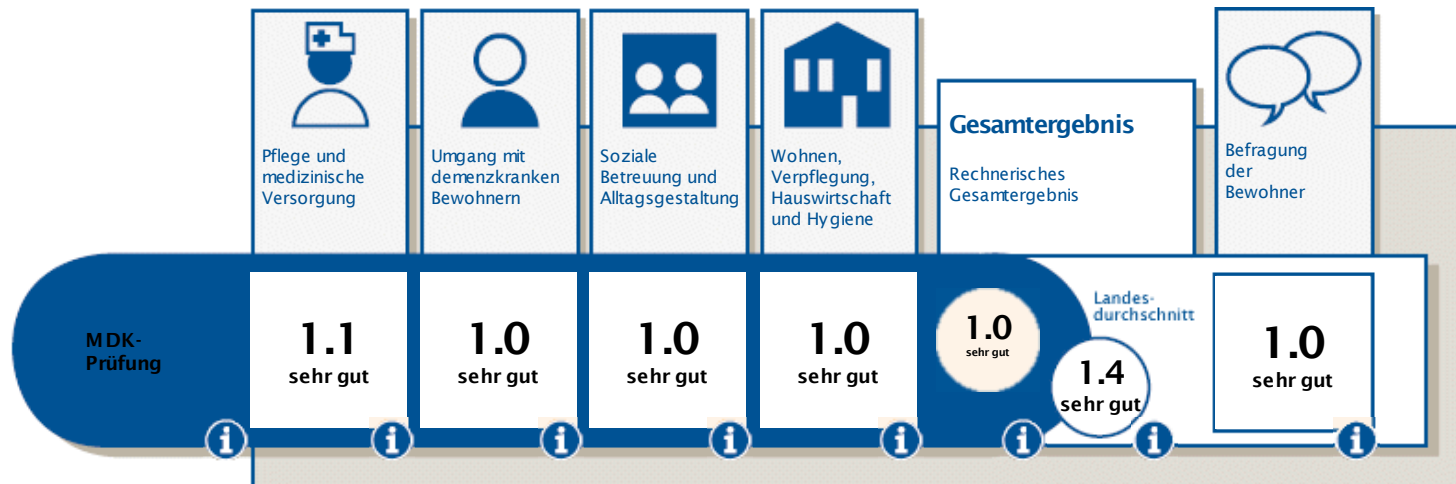 Pflege und
medizinische
Versorgung
Umgang mit
demenzkranken
Bewohnern
Soziale
Betreuung und
Alltagsgestaltung
Wohnen,
Verpflegung,
Hauswirtschaft
und Hygiene
Gesamtergebnis
Rechnerisches
Gesamtergebnis
Befragung
der
Bewohner
MDK-
Prüfung
1.1
sehr gut
1.0
sehr gut
1.0
sehr gut
1.0
sehr gut
1.0
sehr gut
Landes-
durchschnitt
1.4
sehr gut
1.0
sehr gut
i i i i i i i i